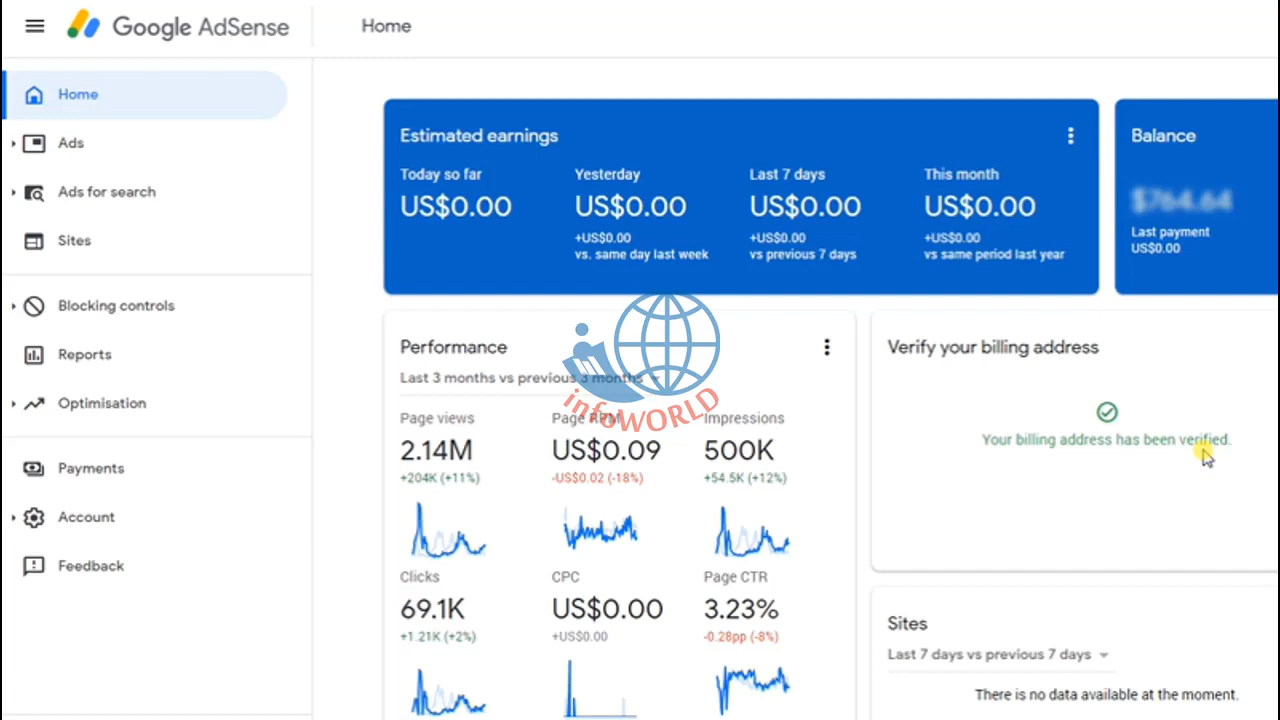 Google AdSense
Home
Home
Ads
Ads for search
Sites
Blocking controls
Reports
Optimisation
Payments
Account
Feedback
Estimated earnings
Today so far
US$0.00
Yesterday
US$0.00
+US$0.00
vs. same day last week
Last 7 days
US$0.00
+US$0.00
vs previous 7 days
This month
US$0.00
+US$0.00
vs same period last year
Balance
$764.64
Last payment
US$0.00
Performance
Last 3 months vs previous 3 months
infoWORLD
Page views
2.14M
+204K (+11%)
Page RPM
US$0.09
-US$0.02 (-18%)
Impressions
500K
+54.5K (+12%)
Clicks
69.1K
+1.21K (+2%)
CPC
US$0.00
+US$0.00
Page CTR
3.23%
-0.28pp (-8%)
Verify your billing address
Your billing address has been verified.
Sites
Last 7 days vs previous 7 days
There is no data available at the moment.